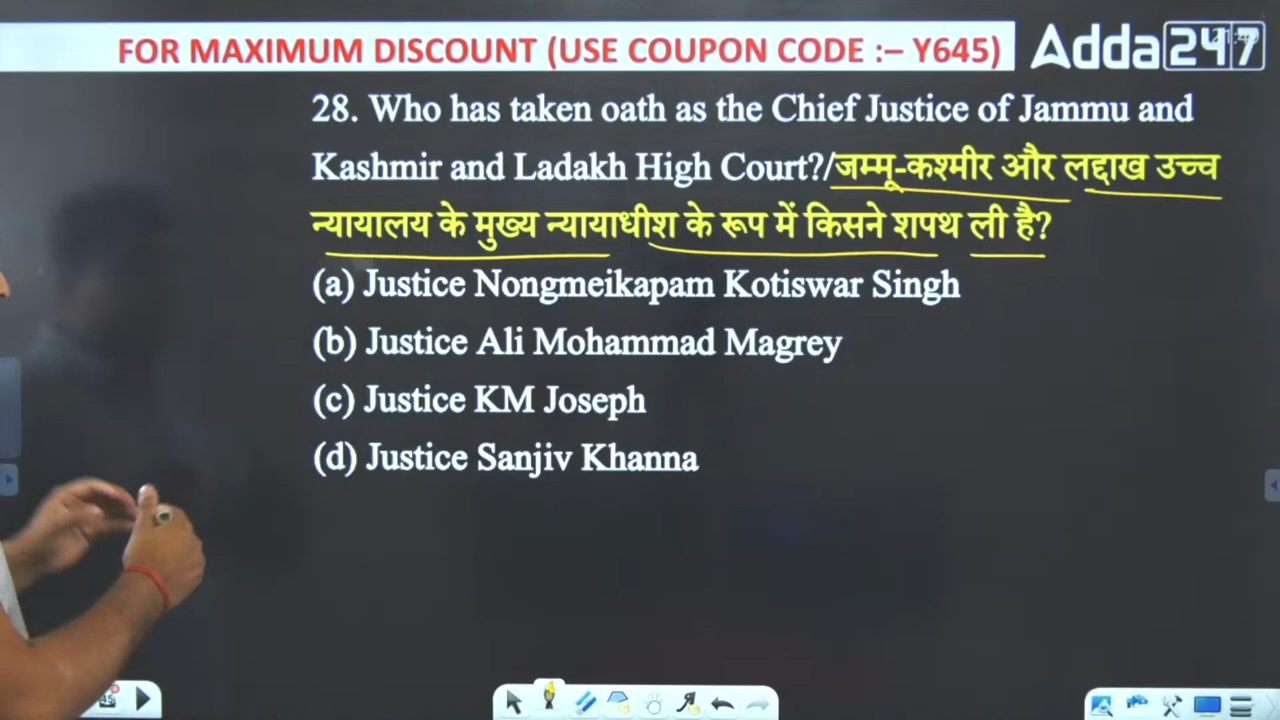 FOR MAXIMUM DISCOUNT (USE COUPON CODE :– Y645)
Adda247
28. Who has taken oath as the Chief Justice of Jammu and
Kashmir and Ladakh High Court?/जम्मू-कश्मीर और लद्दाख उच्च
न्यायालय के मुख्य न्यायाधीश के रूप में किसने शपथ ली है?
(a) Justice Nongmeikapam Kotiswar Singh
(b) Justice Ali Mohammad Magrey
(c) Justice KM Joseph
(d) Justice Sanjiv Khanna